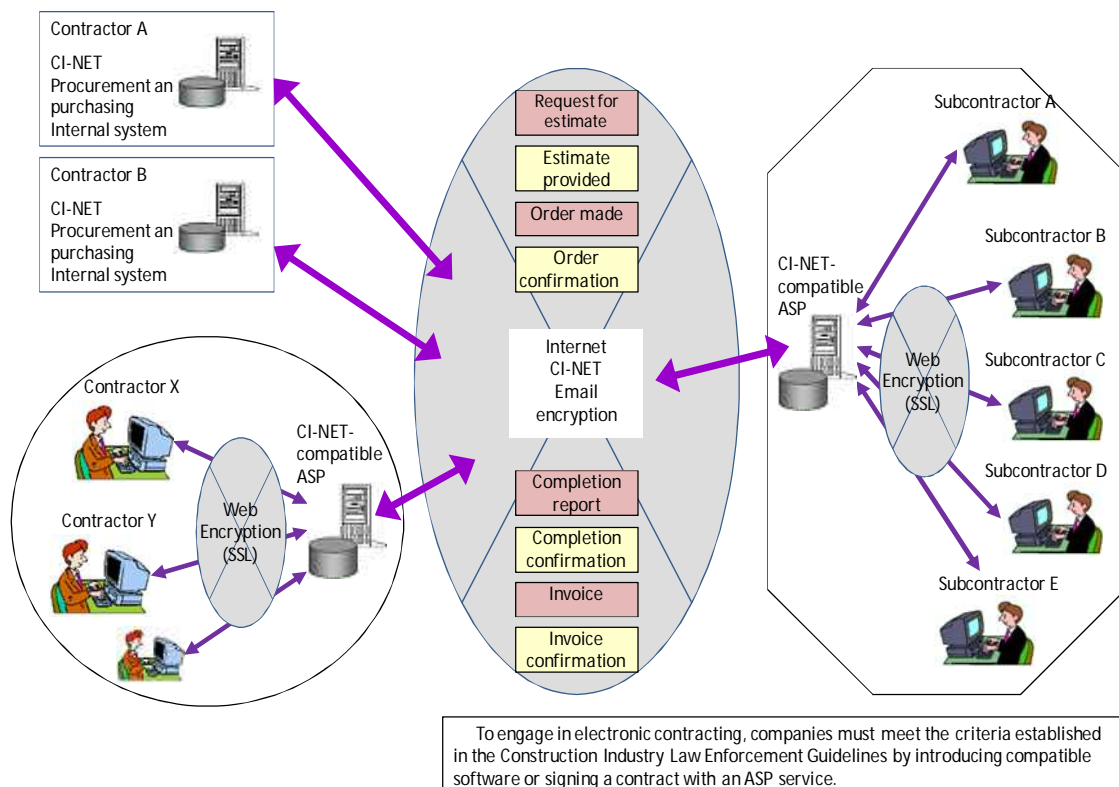 Contractor A
CI-NET
Procurement an
purchasing
Internal system
Contractor B
CI-NET
Procurement an
purchasing
Internal system
Contractor X
Contractor Y
Web
Encryption
(SSL)
CI-NET-
compatible
ASP
Request for
estimate
Estimate
provided
Order made
Order
confirmation
Internet
CI-NET
Email
encryption
Completion
report
Completion
confirmation
Invoice
Invoice
confirmation
CI-NET-
compatible
ASP
Web
Encryption
(SSL)
Subcontractor A
Subcontractor B
Subcontractor C
Subcontractor D
Subcontractor E
To engage in electronic contracting, companies must meet the criteria established
in the Construction Industry Law Enforcement Guidelines by introducing compatible
software or signing a contract with an ASP service.